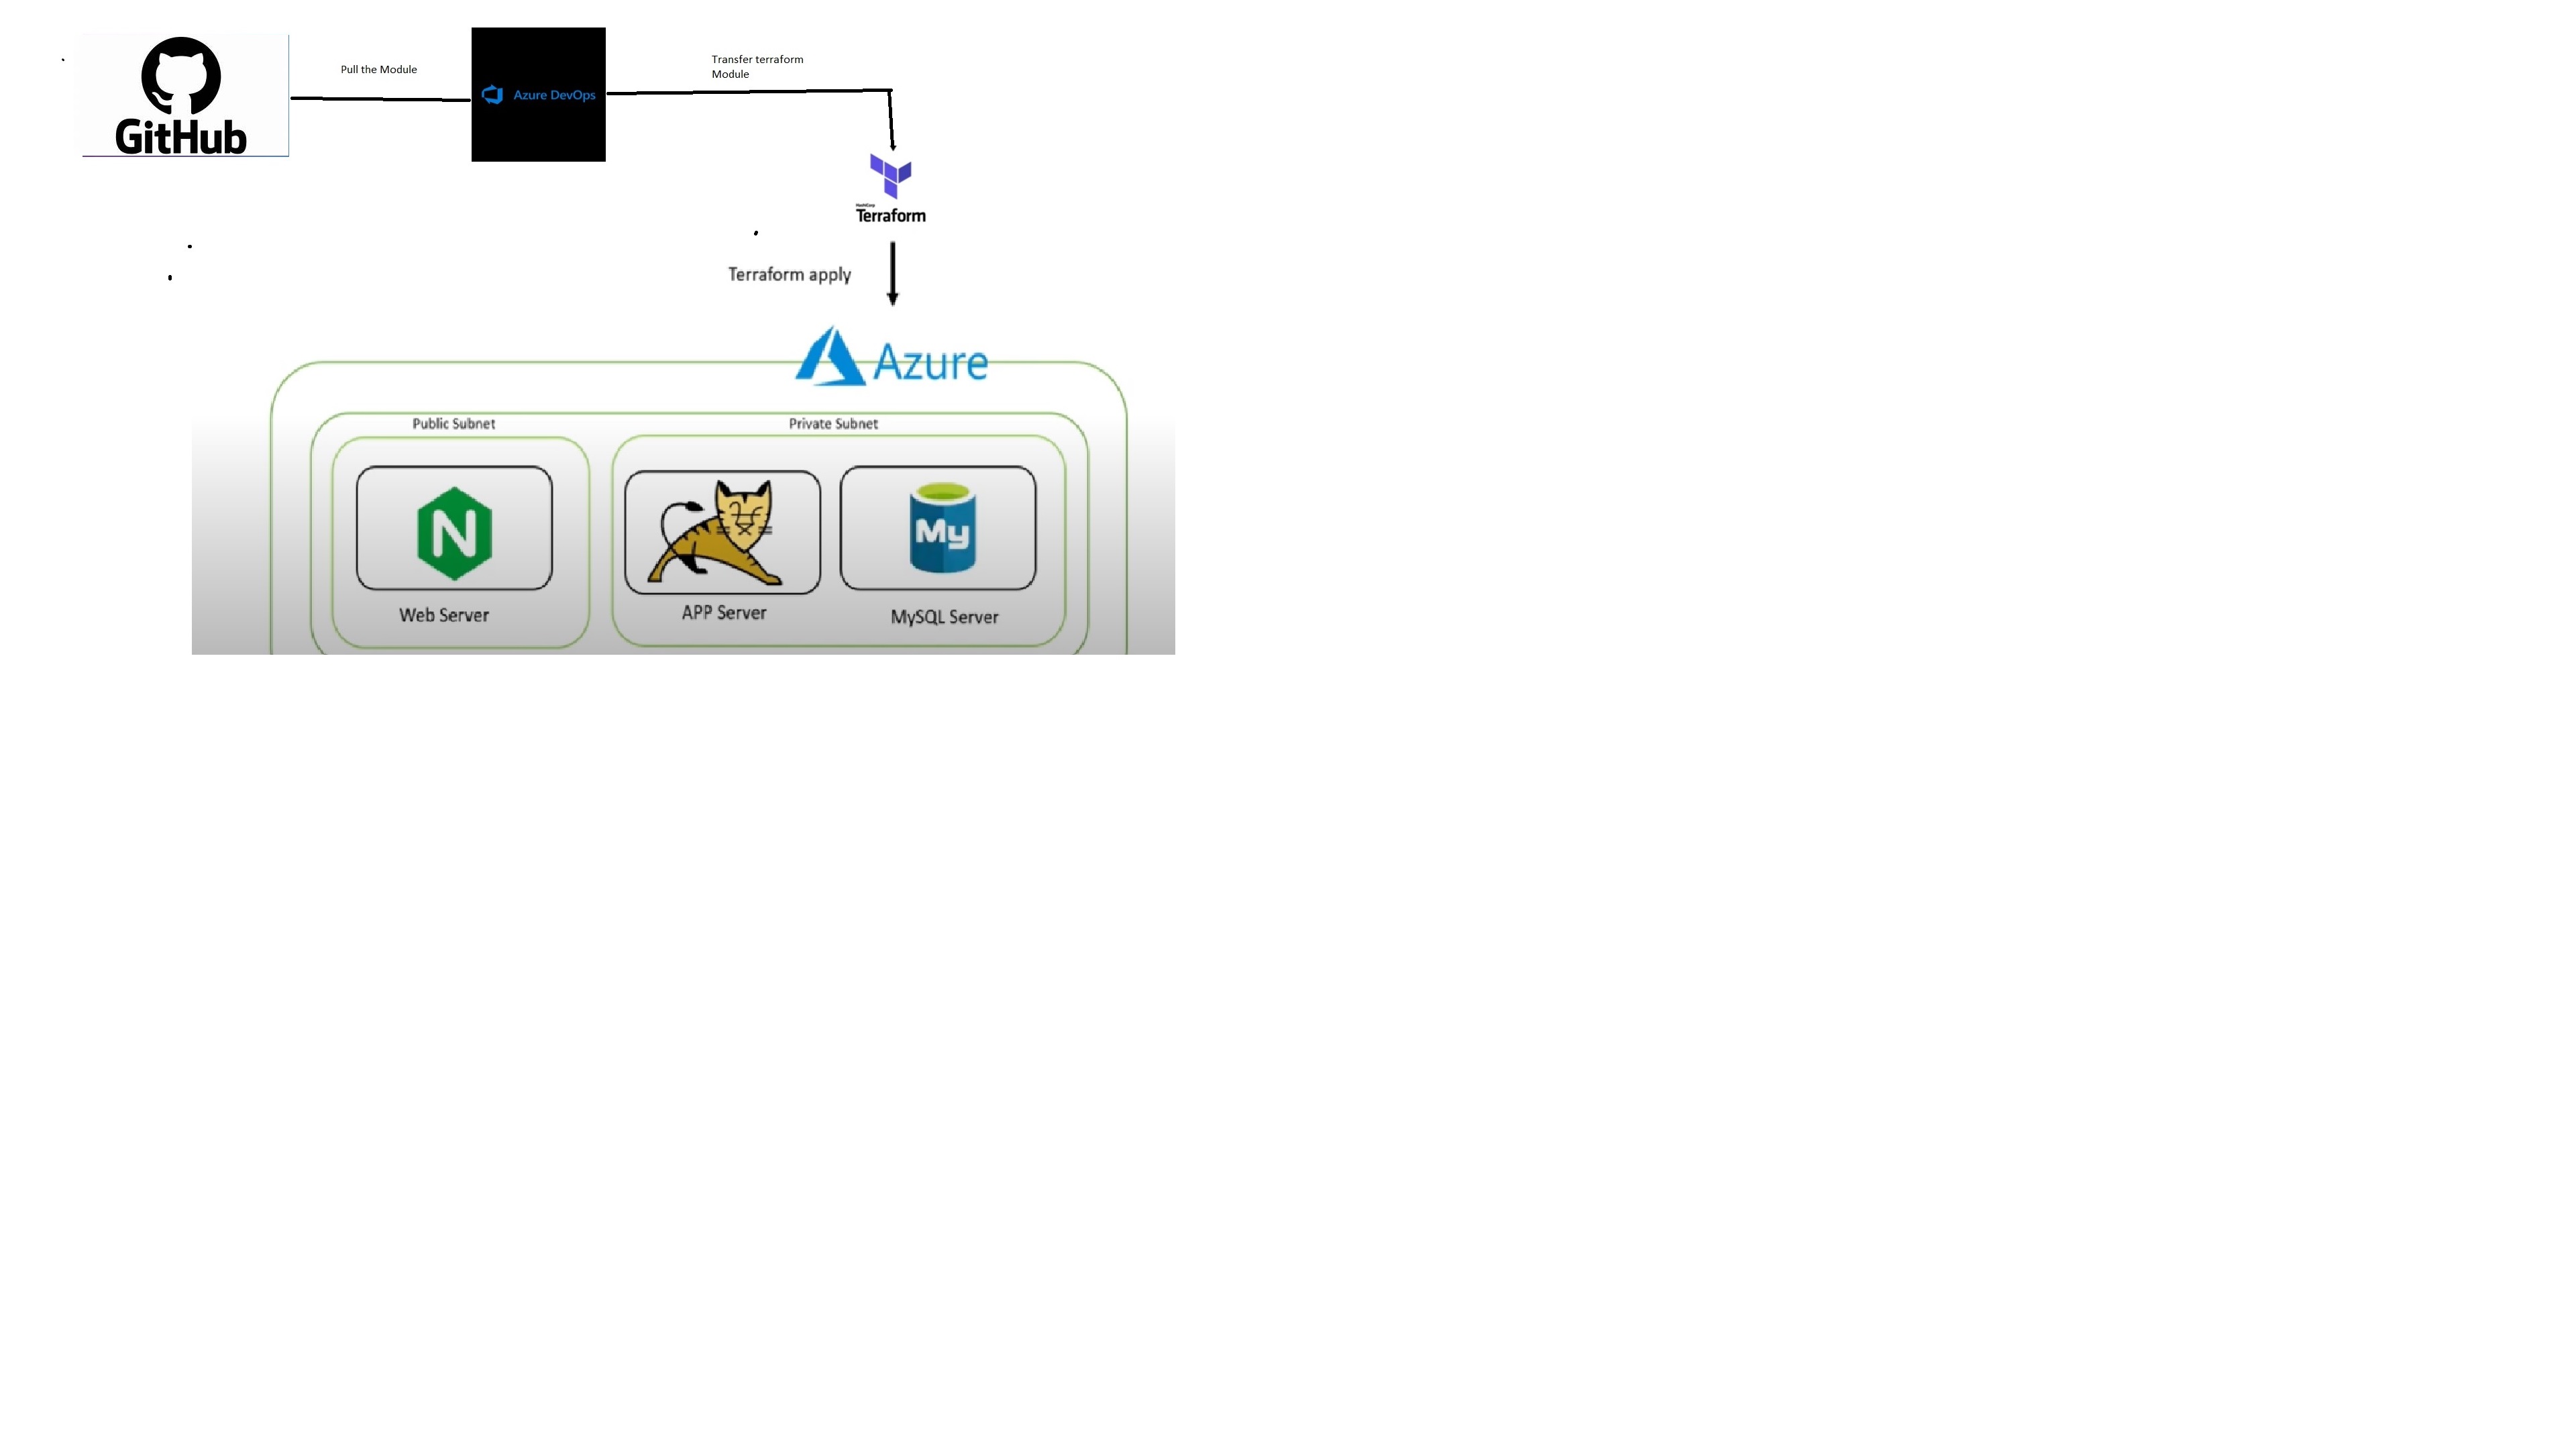 GitHub
Pull the Module
Azure DevOps
Transfer terraform
Module
HashiCorp
Terraform
Terraform apply
Azure
Public Subnet
Private Subnet
N
My
Web Server
APP Server
MySQL Server